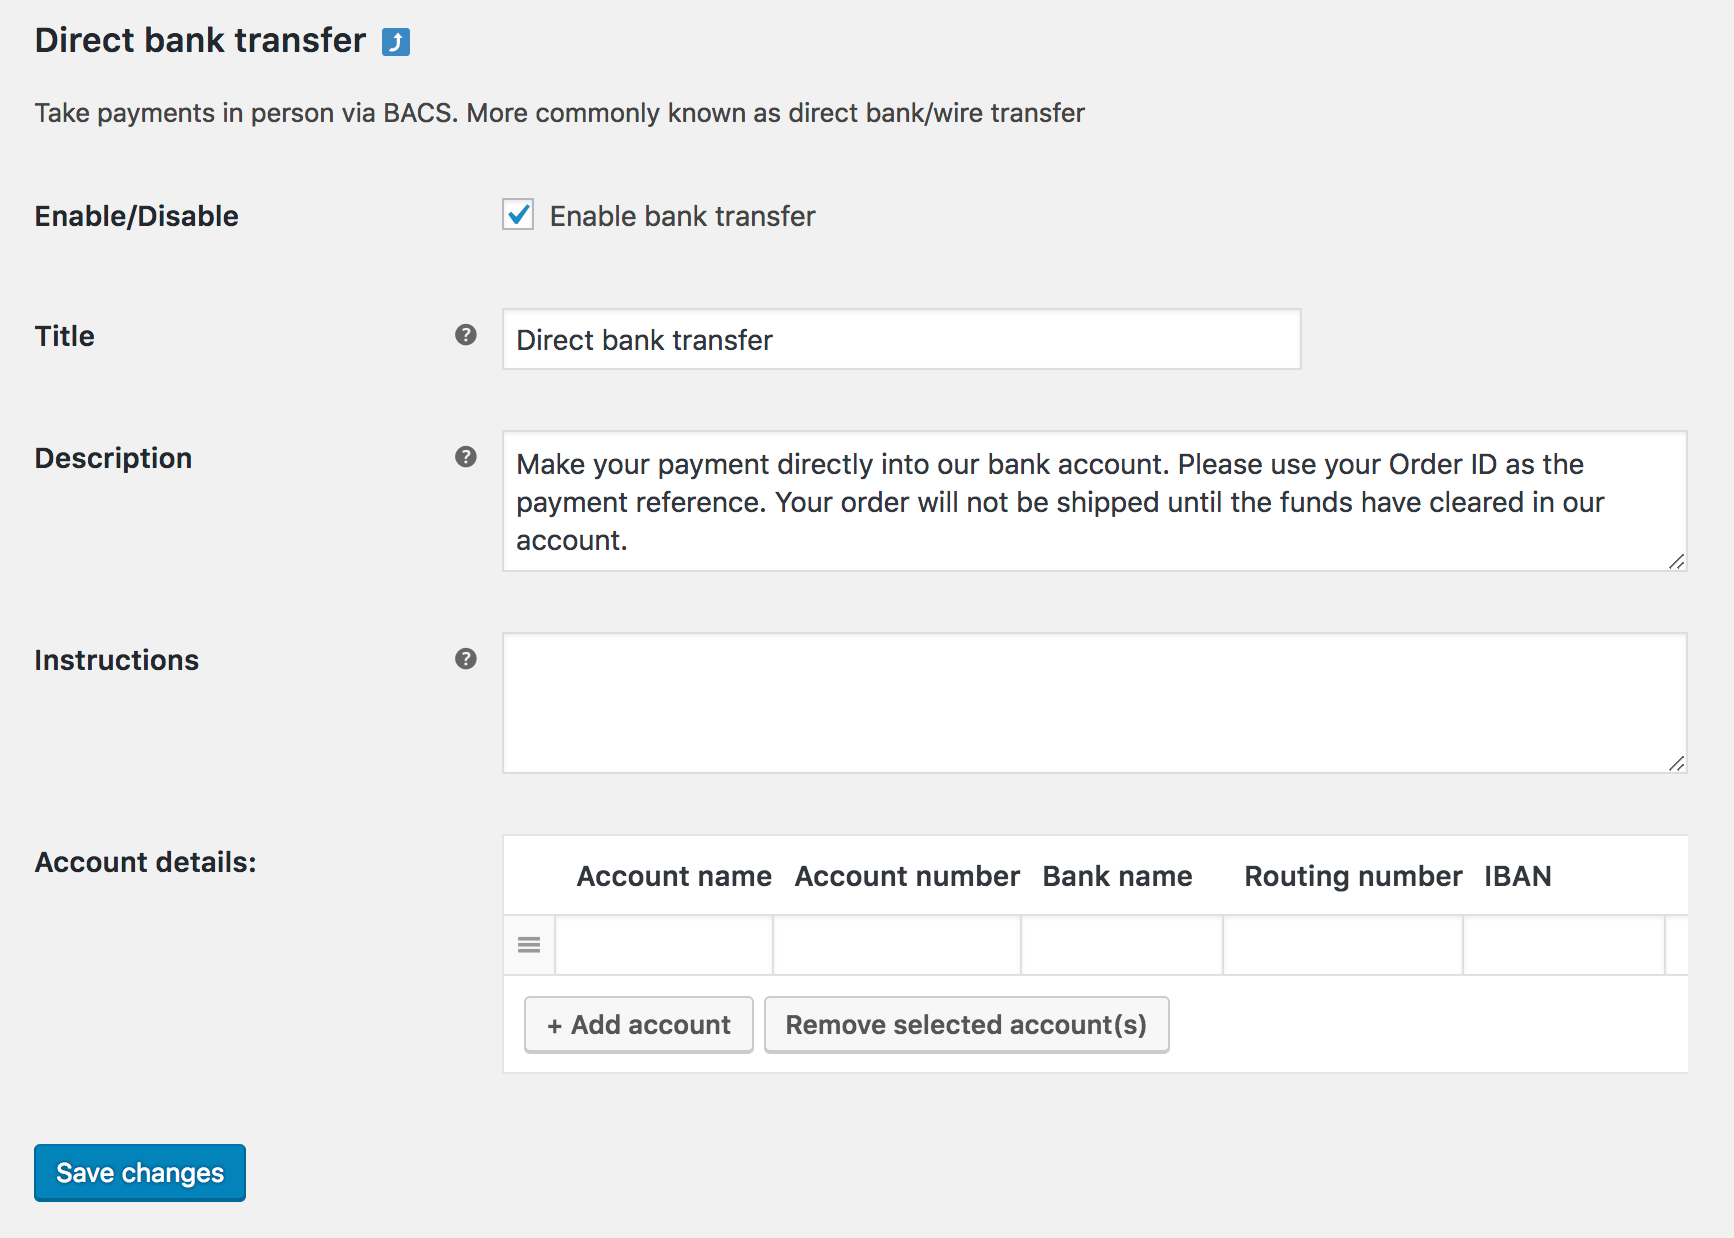 Direct bank transfer
Take payments in person via BACS. More commonly known as direct bank/wire transfer
Enable/Disable
Enable bank transfer
Title
Direct bank transfer
Description
Make your payment directly into our bank account. Please use your Order ID as the
payment reference. Your order will not be shipped until the funds have cleared in our
account.
Instructions
Account details:
Account name Account number Bank name Routing number IBAN
+ Add account Remove selected account(s)
Save changes